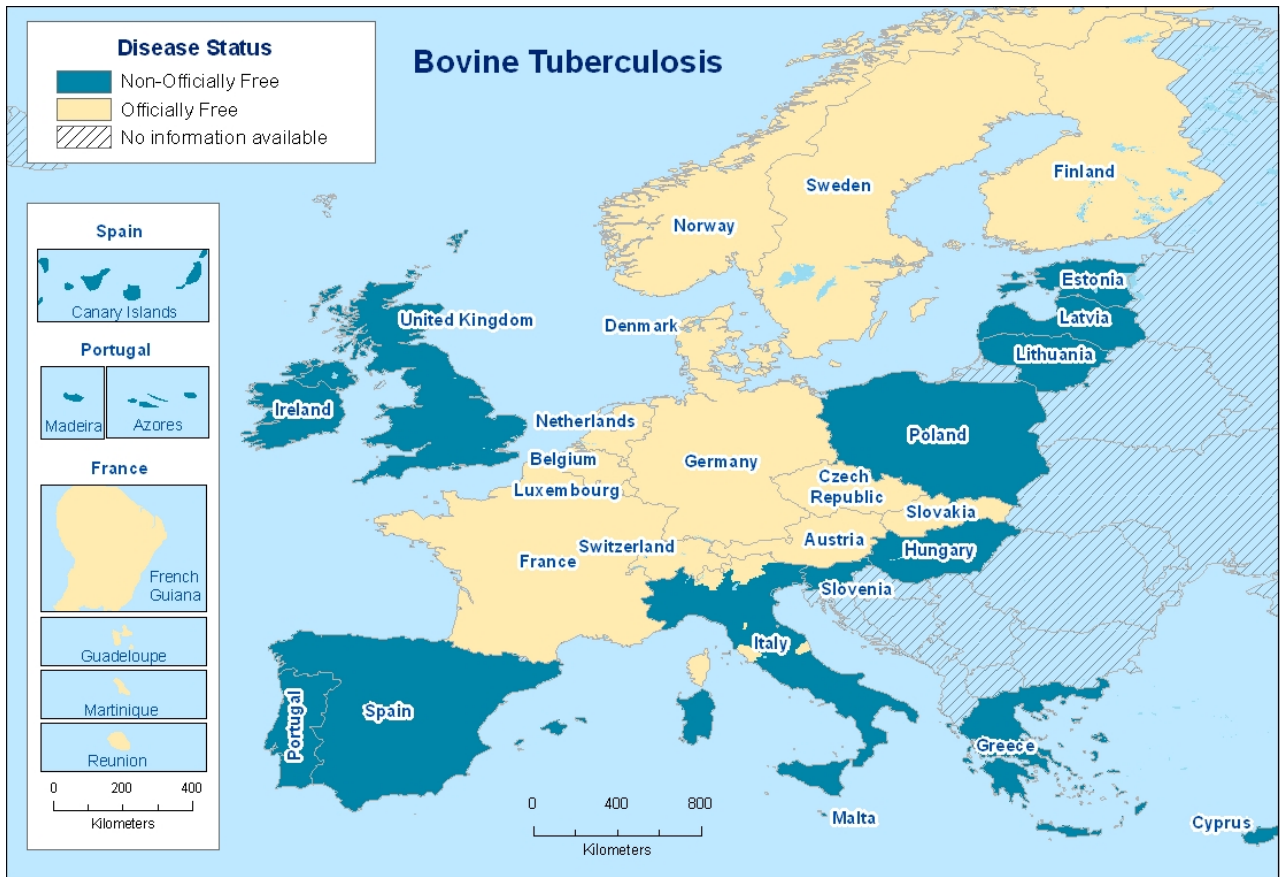 Disease Status
Non-Officially Free
Officially Free
No information available
Bovine Tuberculosis
Spain
Canary Islands
Portugal
Madeira
Azores
France
French
Guiana
Guadeloupe
Martinique
Reunion
0 200 400
Kilometers
Finland
Sweden
Norway
Estonia
United Kingdom
Denmark
Latvia
Lithuania
Ireland
Netherlands
Poland
Belgium
Germany
Czech
Republic
Luxembourg
Slovakia
Austria
Switzerland
Hungary
France
Slovenia
Italy
Portugal
Spain
Greece
0 400 800
Kilometers
Malta
Cyprus